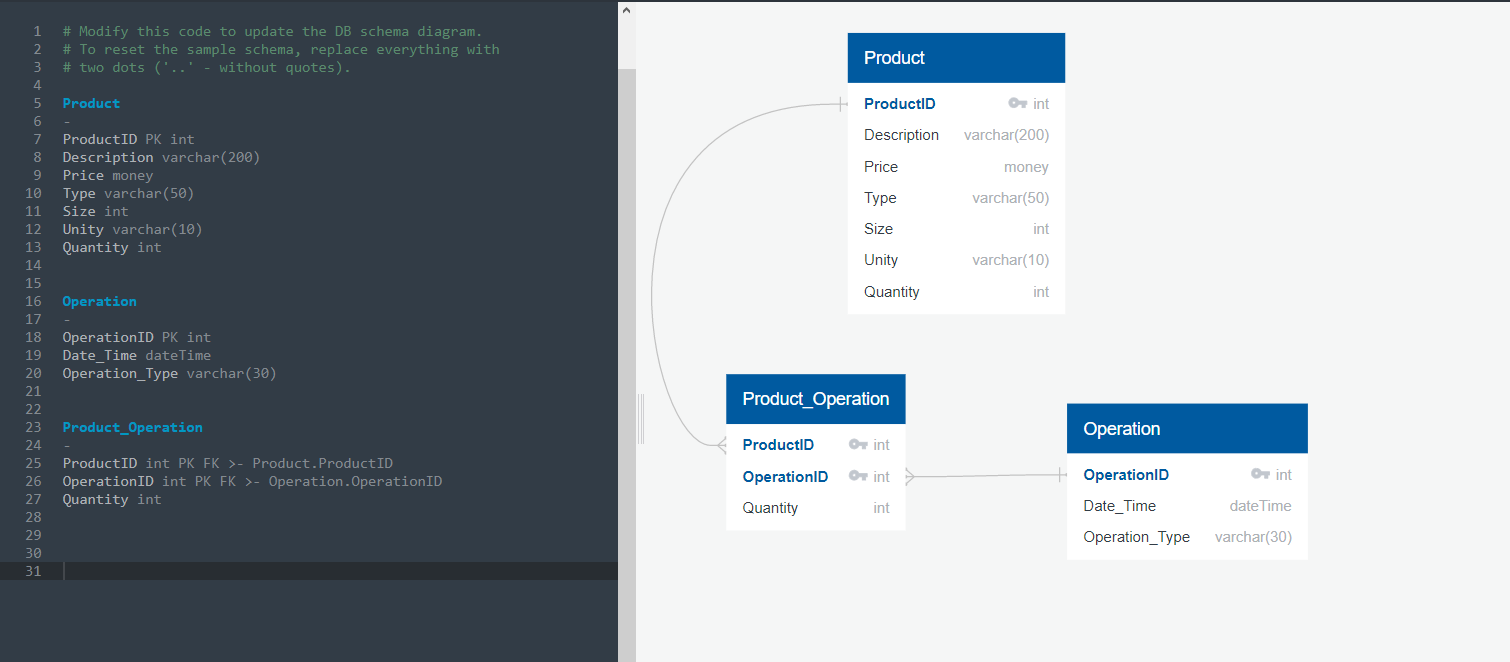 1 # Modify this code to update the DB schema diagram.
2 # To reset the sample schema, replace everything with
3 # two dots ('..' - without quotes).
4
5 Product
6 -
7 ProductID PK int
8 Description varchar(200)
9 Price money
10 Type varchar(50)
11 Size int
12 Unity varchar(10)
13 Quantity int
14
15
16 Operation
17 -
18 OperationID PK int
19 Date_Time dateTime
20 Operation_Type varchar(30)
21
22
23 Product_Operation
24 -
25 ProductID int PK FK >- Product.ProductID
26 OperationID int PK FK >- Operation.OperationID
27 Quantity int
28
29
30
31
Product
ProductID int
Description varchar(200)
Price money
Type varchar(50)
Size int
Unity varchar(10)
Quantity int
Product_Operation
ProductID int
OperationID int
Quantity int
Operation
OperationID int
Date_Time dateTime
Operation_Type varchar(30)